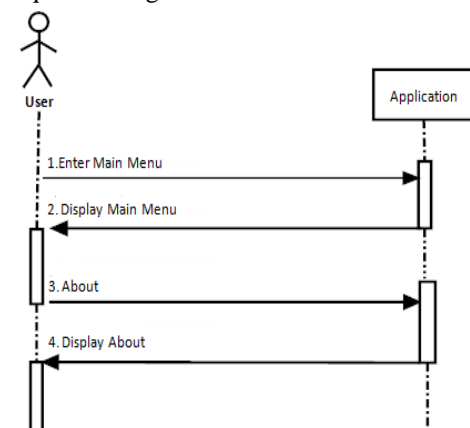 User
Application
1.Enter Main Menu
2. Display Main Menu
3. About
4. Display About